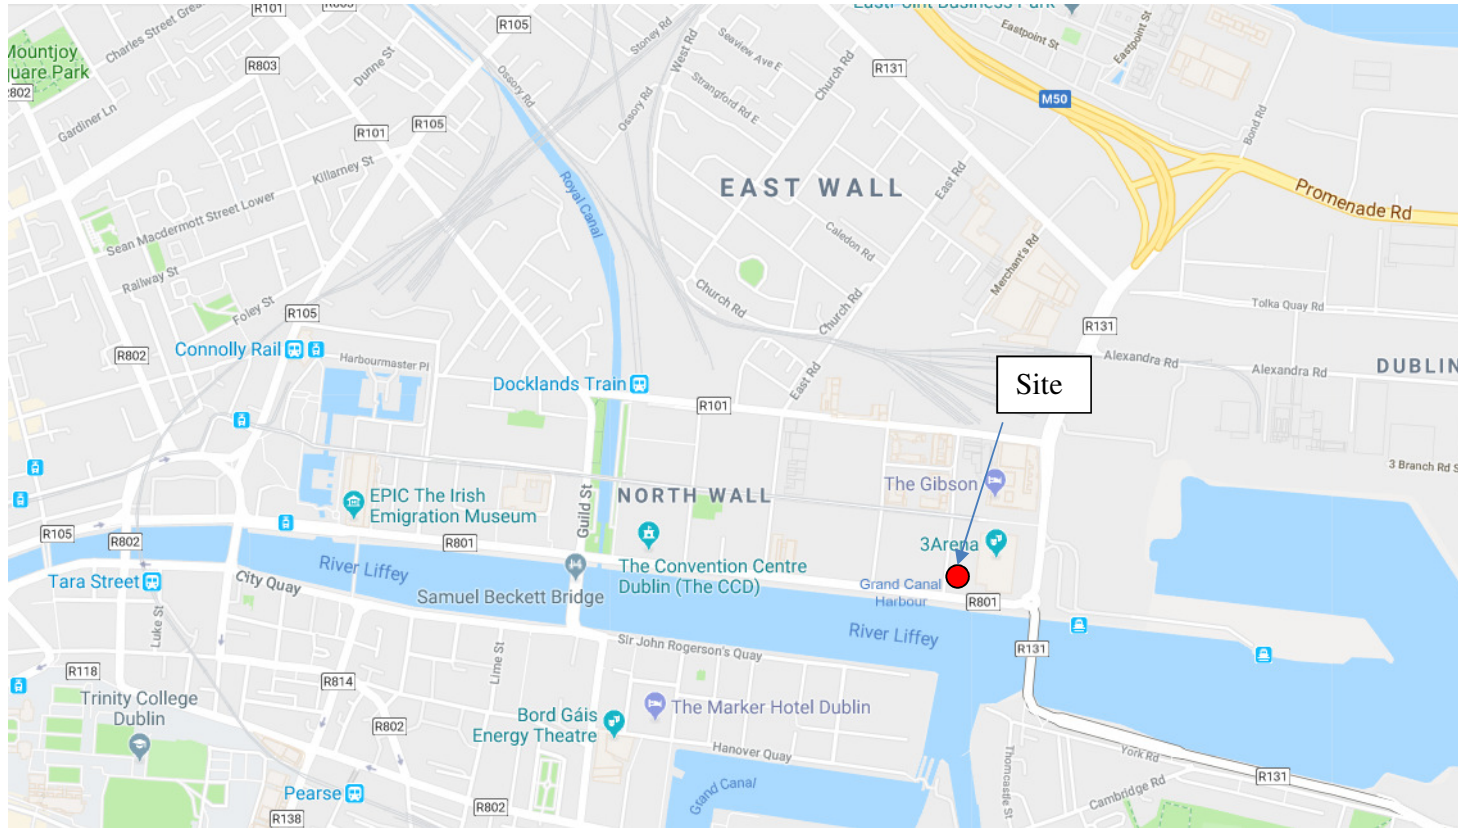 R101
R803
R105
Stoney Rd
West Rd
Seaview Ave E
Church Rd
EastPoint Business Park
Eastpoint St
Eastpoint St
Mountjoy
Square Park
R802
Charles Street Great
R803
Dunne St
Ossory Rd
Ossory Rd
Strangford Rd E
R131
M50
Bond Rd
Gardiner Ln
R101
R105
Killarney St
Royal Canal
EAST WALL
East Rd
Promenade Rd
Sean Macdermott Street Lower
Caledon Rd
Merchant's Rd
Railway St
Foley St
R105
Church Rd
Church Rd
Tolka Quay Rd
R131
Connolly Rail
R802
Harbourmaster Pl
Alexandra Rd
Alexandra Rd
DUBLIN
Docklands Train
East Rd
Site
R101
3 Branch Rd S
EPIC The Irish
Emigration Museum
Guild St
NORTH WALL
The Gibson
R105
R802
R801
3Arena
River Liffey
The Convention Centre
Dublin (The CCD)
Tara Street
City Quay
Samuel Beckett Bridge
Grand Canal
Harbour
R801
Luke St
Lime St
Sir John Rogerson's Quay
River Liffey
R131
R118
R814
Trinity College
Dublin
R802
Bord Gáis
Energy Theatre
The Marker Hotel Dublin
Hanover Quay
Grand Canal
Thorncastle St
York Rd
R131
Cambridge Rd
Pearse
R138
R802